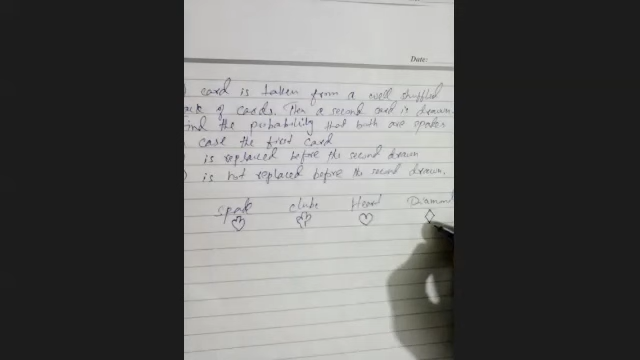 Date:
card is taken from a well shuffled
ack of cards. Then a second card is drawn.
ind the probability that both are spades
case the first card
is replaced before the second drawn
is not replaced before the second drawn.
spade clube Heard Diamond